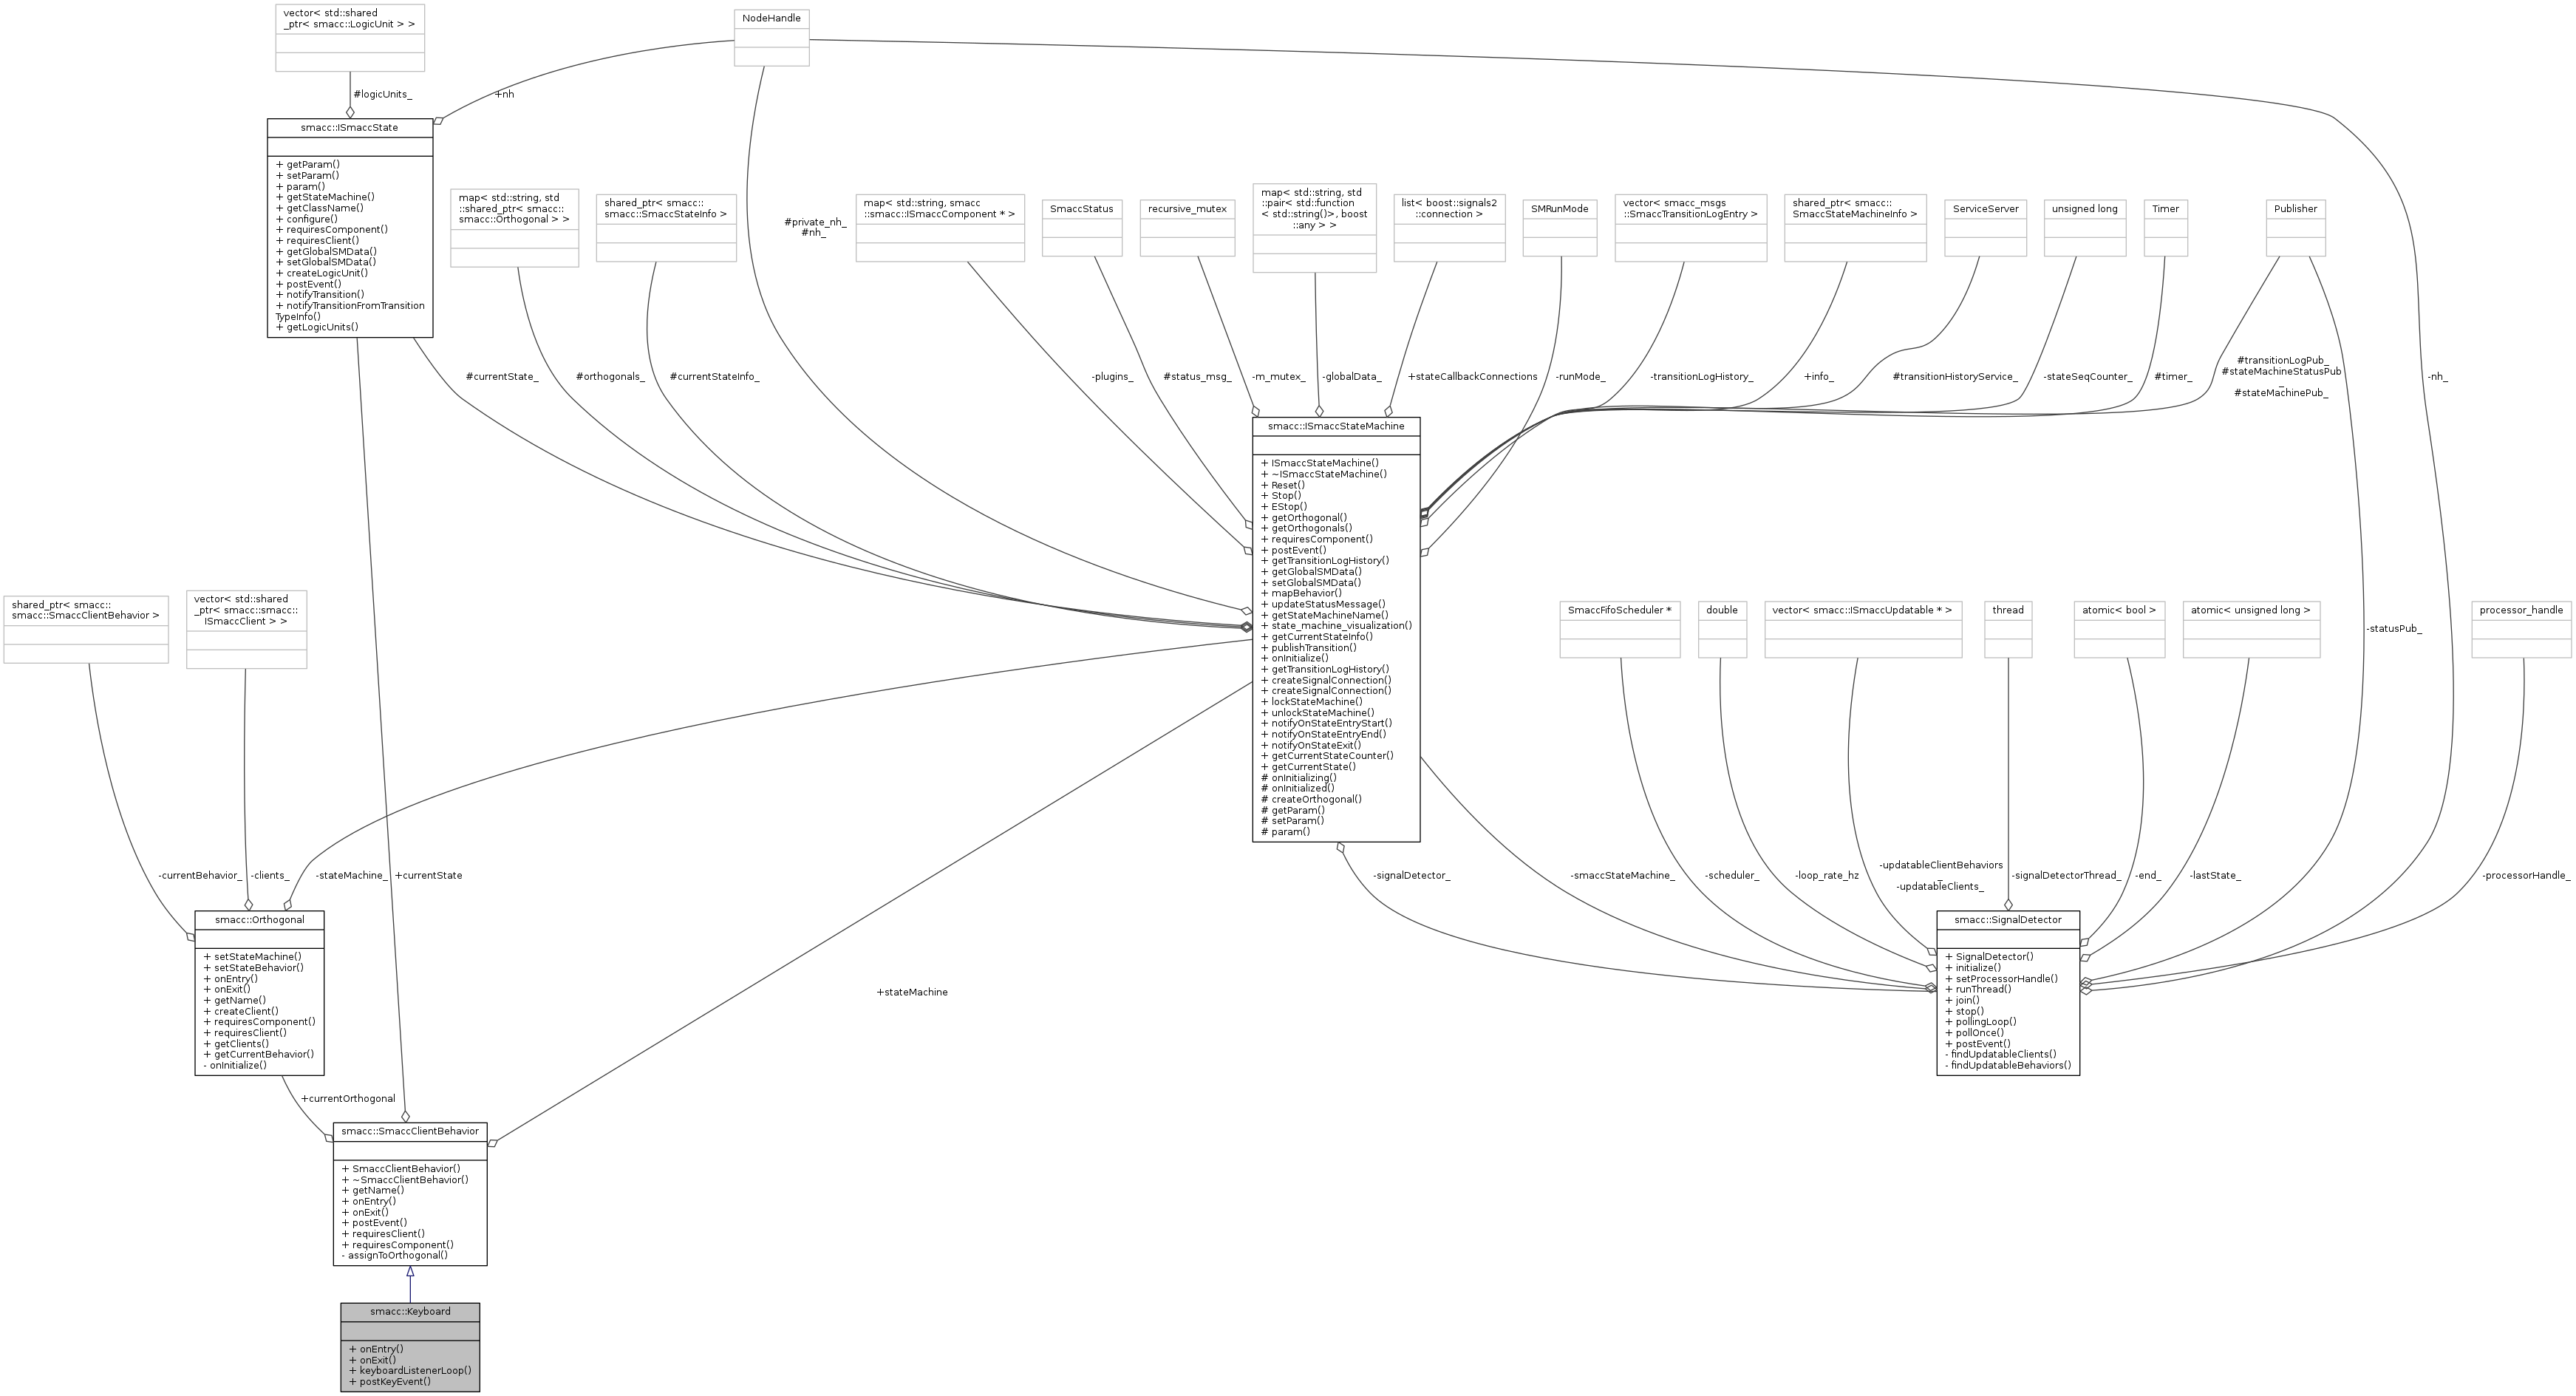 vector< std::shared
_ptr< smacc::LogicUnit > >
NodeHandle
#logicUnits_
+nh
smacc::ISmaccState
+ getParam()
+ setParam()
+ param()
+ getStateMachine()
+ getClassName()
+ configure()
+ requiresComponent()
+ requiresClient()
+ getGlobalSMData()
+ setGlobalSMData()
+ createLogicUnit()
+ postEvent()
+ notifyTransition()
+ notifyTransitionFromTransition
TypeInfo()
+ getLogicUnits()
map< std::string, std
::shared_ptr< smacc::
smacc::Orthogonal > >
shared_ptr< smacc::
smacc::SmaccStateInfo >
#private_nh_
#nh_
map< std::string, smacc
::smacc::ISmaccComponent * >
SmaccStatus
recursive_mutex
map< std::string, std
::pair< std::function
< std::string()>, boost
::any > >
list< boost::signals2
::connection >
SMRunMode
vector< smacc_msgs
::SmaccTransitionLogEntry >
shared_ptr< smacc::
SmaccStateMachineInfo >
ServiceServer
unsigned long
Timer
Publisher
#currentState_
#orthogonals_
#currentStateInfo_
-plugins_
#status_msg_
-m_mutex_
-globalData_
+stateCallbackConnections
-runMode_
-transitionLogHistory_
+info_
#transitionHistoryService_
-stateSeqCounter_
#timer_
#transitionLogPub_
#stateMachineStatusPub
_
#stateMachinePub_
-nh_
smacc::ISmaccStateMachine
+ ISmaccStateMachine()
+ ~ISmaccStateMachine()
+ Reset()
+ Stop()
+ EStop()
+ getOrthogonal()
+ getOrthogonals()
+ requiresComponent()
+ postEvent()
+ getTransitionLogHistory()
+ getGlobalSMData()
+ setGlobalSMData()
+ mapBehavior()
+ updateStatusMessage()
+ getStateMachineName()
+ state_machine_visualization()
+ getCurrentStateInfo()
+ publishTransition()
+ onInitialize()
+ getTransitionLogHistory()
+ createSignalConnection()
+ createSignalConnection()
+ lockStateMachine()
+ unlockStateMachine()
+ notifyOnStateEntryStart()
+ notifyOnStateEntryEnd()
+ notifyOnStateExit()
+ getCurrentStateCounter()
+ getCurrentState()
# onInitializing()
# onInitialized()
# createOrthogonal()
# getParam()
# setParam()
# param()
shared_ptr< smacc::
smacc::SmaccClientBehavior >
vector< std::shared
_ptr< smacc::smacc::
ISmaccClient > >
SmaccFifoScheduler *
double
vector< smacc::ISmaccUpdatable * >
thread
atomic< bool >
atomic< unsigned long >
-statusPub_
processor_handle
-currentBehavior_
-clients_
-stateMachine_
+currentState
-signalDetector_
-smaccStateMachine_
-scheduler_
-loop_rate_hz
-updatableClientBehaviors
_
-updatableClients_
-signalDetectorThread_
-end_
-lastState_
-processorHandle_
smacc::Orthogonal
+ setStateMachine()
+ setStateBehavior()
+ onEntry()
+ onExit()
+ getName()
+ createClient()
+ requiresComponent()
+ requiresClient()
+ getClients()
+ getCurrentBehavior()
- onInitialize()
+stateMachine
smacc::SignalDetector
+ SignalDetector()
+ initialize()
+ setProcessorHandle()
+ runThread()
+ join()
+ stop()
+ pollingLoop()
+ pollOnce()
+ postEvent()
- findUpdatableClients()
- findUpdatableBehaviors()
+currentOrthogonal
smacc::SmaccClientBehavior
+ SmaccClientBehavior()
+ ~SmaccClientBehavior()
+ getName()
+ onEntry()
+ onExit()
+ postEvent()
+ requiresClient()
+ requiresComponent()
- assignToOrthogonal()
smacc::Keyboard
+ onEntry()
+ onExit()
+ keyboardListenerLoop()
+ postKeyEvent()